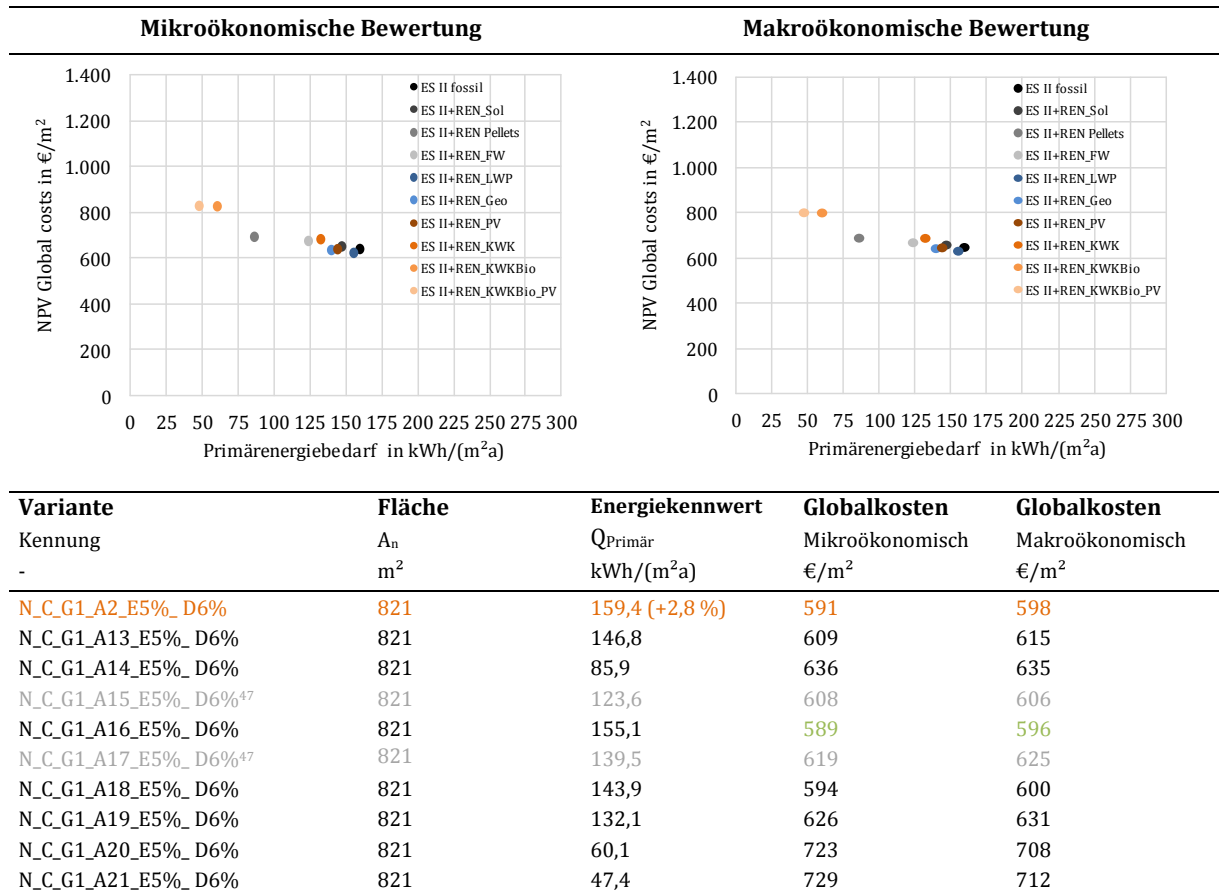 Mikroökonomische Bewertung
Makroökonomische Bewertung
NPV Global costs in €/m²
1.400
1.200
1.000
800
600
400
200
0
0 25 50 75 100 125 150 175 200 225 250 275 300
Primärenergiebedarf in kWh/(m²a)
ES II fossil
ES II+REN_Sol
ES II+REN Pellets
ES II+REN_FW
ES II+REN_LWP
ES II+REN_Geo
ES II+REN_PV
ES II+REN_KWK
ES II+REN_KWKBio
ES II+REN_KWKBio_PV
NPV Global costs in €/m²
1.400
1.200
1.000
800
600
400
200
0
0 25 50 75 100 125 150 175 200 225 250 275 300
Primärenergiebedarf in kWh/(m²a)
ES II fossil
ES II+REN_Sol
ES II+REN Pellets
ES II+REN_FW
ES II+REN_LWP
ES II+REN_Geo
ES II+REN_PV
ES II+REN_KWK
ES II+REN_KWKBio
ES II+REN_KWKBio_PV
Variante Fläche Energiekennwert Globalkosten Globalkosten
Kennung Aₙ Q_Primär Mikroökonomisch Makroökonomisch
- m² kWh/(m²a) €/m² €/m²
N_C_G1_A2_E5%_ D6% 821 159,4 (+2,8 %) 591 598
N_C_G1_A13_E5%_ D6% 821 146,8 609 615
N_C_G1_A14_E5%_ D6% 821 85,9 636 635
N_C_G1_A15_E5%_ D6%⁴⁷ 821 123,6 608 606
N_C_G1_A16_E5%_ D6% 821 155,1 589 596
N_C_G1_A17_E5%_ D6%⁴⁷ 821 139,5 619 625
N_C_G1_A18_E5%_ D6% 821 143,9 594 600
N_C_G1_A19_E5%_ D6% 821 132,1 626 631
N_C_G1_A20_E5%_ D6% 821 60,1 723 708
N_C_G1_A21_E5%_ D6% 821 47,4 729 712